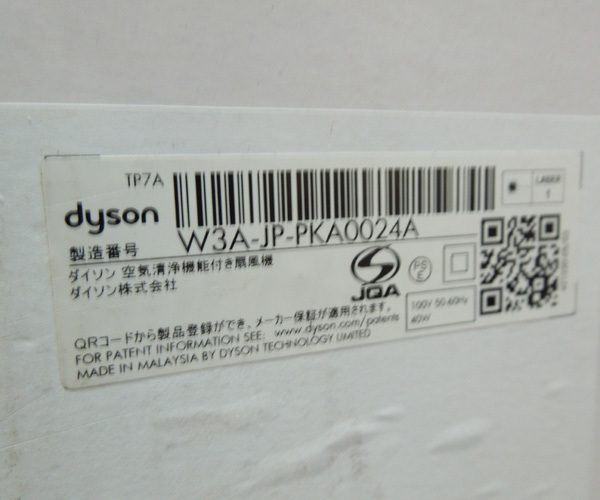 TP7A
dyson
製造番号 W3A-JP-PKA0024A
ダイソン 空気清浄機能付き扇風機
ダイソン株式会社
LASER
1
PS
E
JQA
100V 50-60Hz
40W
QRコードから製品登録ができ、メーカー保証が適用されます。
FOR PATENT INFORMATION SEE: www.dyson.com/patents
MADE IN MALAYSIA BY DYSON TECHNOLOGY LIMITED